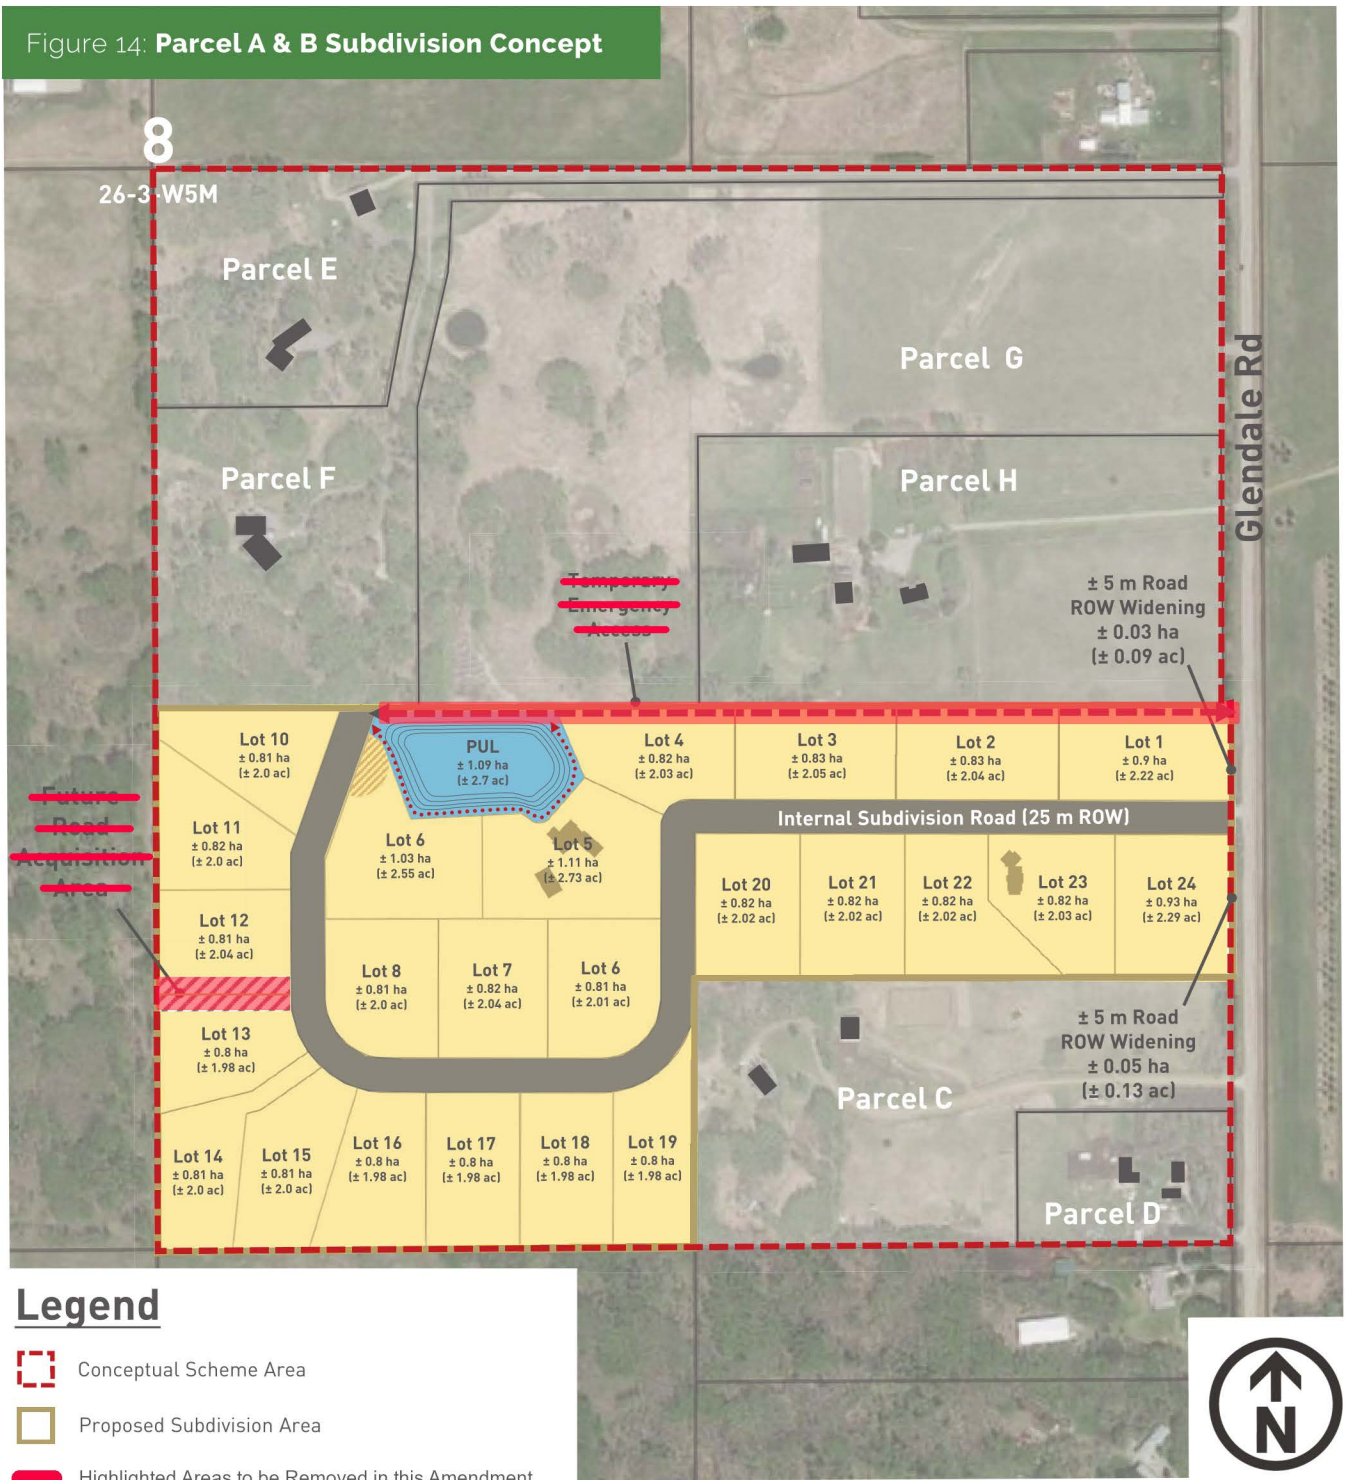 Figure 14: Parcel A & B Subdivision Concept
8
26-3-W5M
Parcel E
Parcel G
Glendale Rd
Parcel F
Parcel H
Temporary
Emergency
Access
± 5 m Road
ROW Widening
± 0.03 ha
(± 0.09 ac)
Lot 10
± 0.81 ha
(± 2.0 ac)
PUL
± 1.09 ha
(± 2.7 ac)
Lot 4
± 0.82 ha
(± 2.03 ac)
Lot 3
± 0.83 ha
(± 2.05 ac)
Lot 2
± 0.83 ha
(± 2.04 ac)
Lot 1
± 0.9 ha
(± 2.22 ac)
Future
Road
Acquisition
Area
Lot 11
± 0.82 ha
(± 2.0 ac)
Internal Subdivision Road (25 m ROW)
Lot 6
± 1.03 ha
(± 2.55 ac)
Lot 5
± 1.11 ha
(± 2.73 ac)
Lot 20
± 0.82 ha
(± 2.02 ac)
Lot 21
± 0.82 ha
(± 2.02 ac)
Lot 22
± 0.82 ha
(± 2.02 ac)
Lot 23
± 0.82 ha
(± 2.03 ac)
Lot 24
± 0.93 ha
(± 2.29 ac)
Lot 12
± 0.81 ha
(± 2.04 ac)
Lot 8
± 0.81 ha
(± 2.0 ac)
Lot 7
± 0.82 ha
(± 2.04 ac)
Lot 6
± 0.81 ha
(± 2.01 ac)
Lot 13
± 0.8 ha
(± 1.98 ac)
± 5 m Road
ROW Widening
± 0.05 ha
(± 0.13 ac)
Parcel C
Lot 14
± 0.81 ha
(± 2.0 ac)
Lot 15
± 0.81 ha
(± 2.0 ac)
Lot 16
± 0.8 ha
(± 1.98 ac)
Lot 17
± 0.8 ha
(± 1.98 ac)
Lot 18
± 0.8 ha
(± 1.98 ac)
Lot 19
± 0.8 ha
(± 1.98 ac)
Parcel D
Legend
Conceptual Scheme Area
Proposed Subdivision Area
Highlighted Areas to be Removed in this Amendment
N